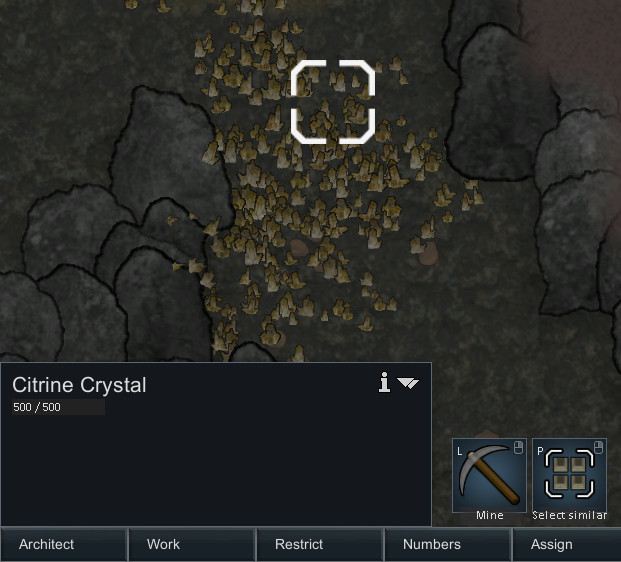 Citrine Crystal
500 / 500
L
Mine
P
Select similar
Architect
Work
Restrict
Numbers
Assign